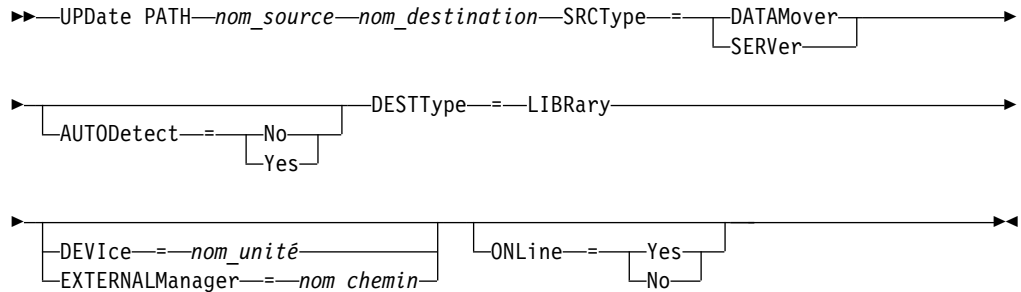 UPDate PATH nom_source nom_destination SRCType = DATAMover
SERVer
AUTODetect = No
Yes
DESTType = LIBRary
DEVIce = nom_unité
EXTERNALManager = nom chemin
ONLine = Yes
No